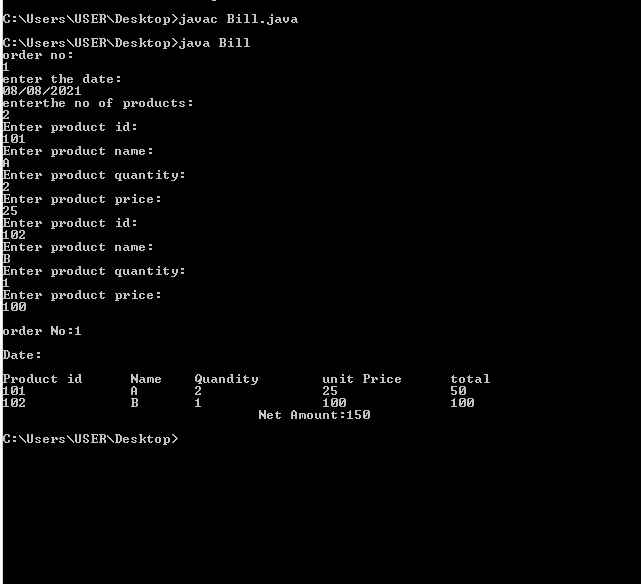 C:\Users\USER\Desktop>javac Bill.java
C:\Users\USER\Desktop>java Bill
order no:
1
enter the date:
08/08/2021
enterthe no of products:
2
Enter product id:
101
Enter product name:
A
Enter product quantity:
2
Enter product price:
25
Enter product id:
102
Enter product name:
B
Enter product quantity:
1
Enter product price:
100
order No:1
Date:
Product id Name Quandity unit Price total
101 A 2 25 50
102 B 1 100 100
Net Amount:150
C:\Users\USER\Desktop>